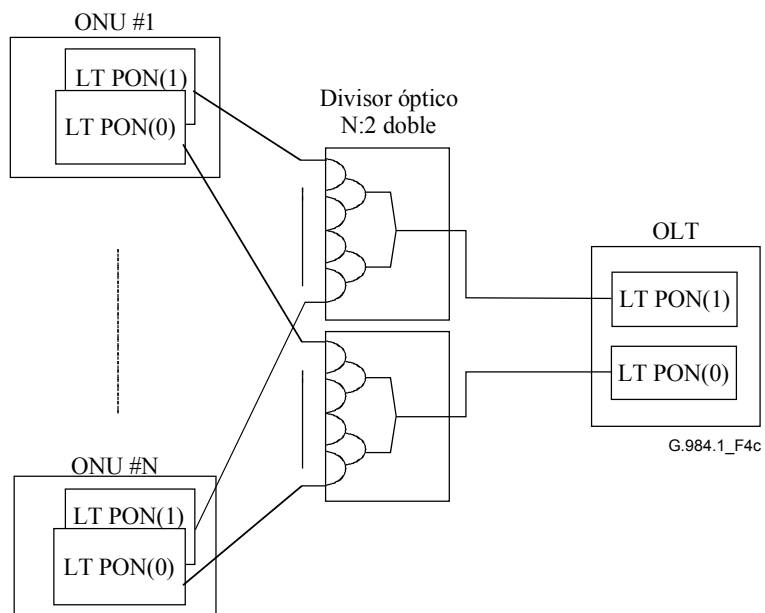 ONU #1
LT PON(1)
LT PON(0)
Divisor óptico
N:2 doble
OLT
LT PON(1)
LT PON(0)
G.984.1_F4c
ONU #N
LT PON(1)
LT PON(0)